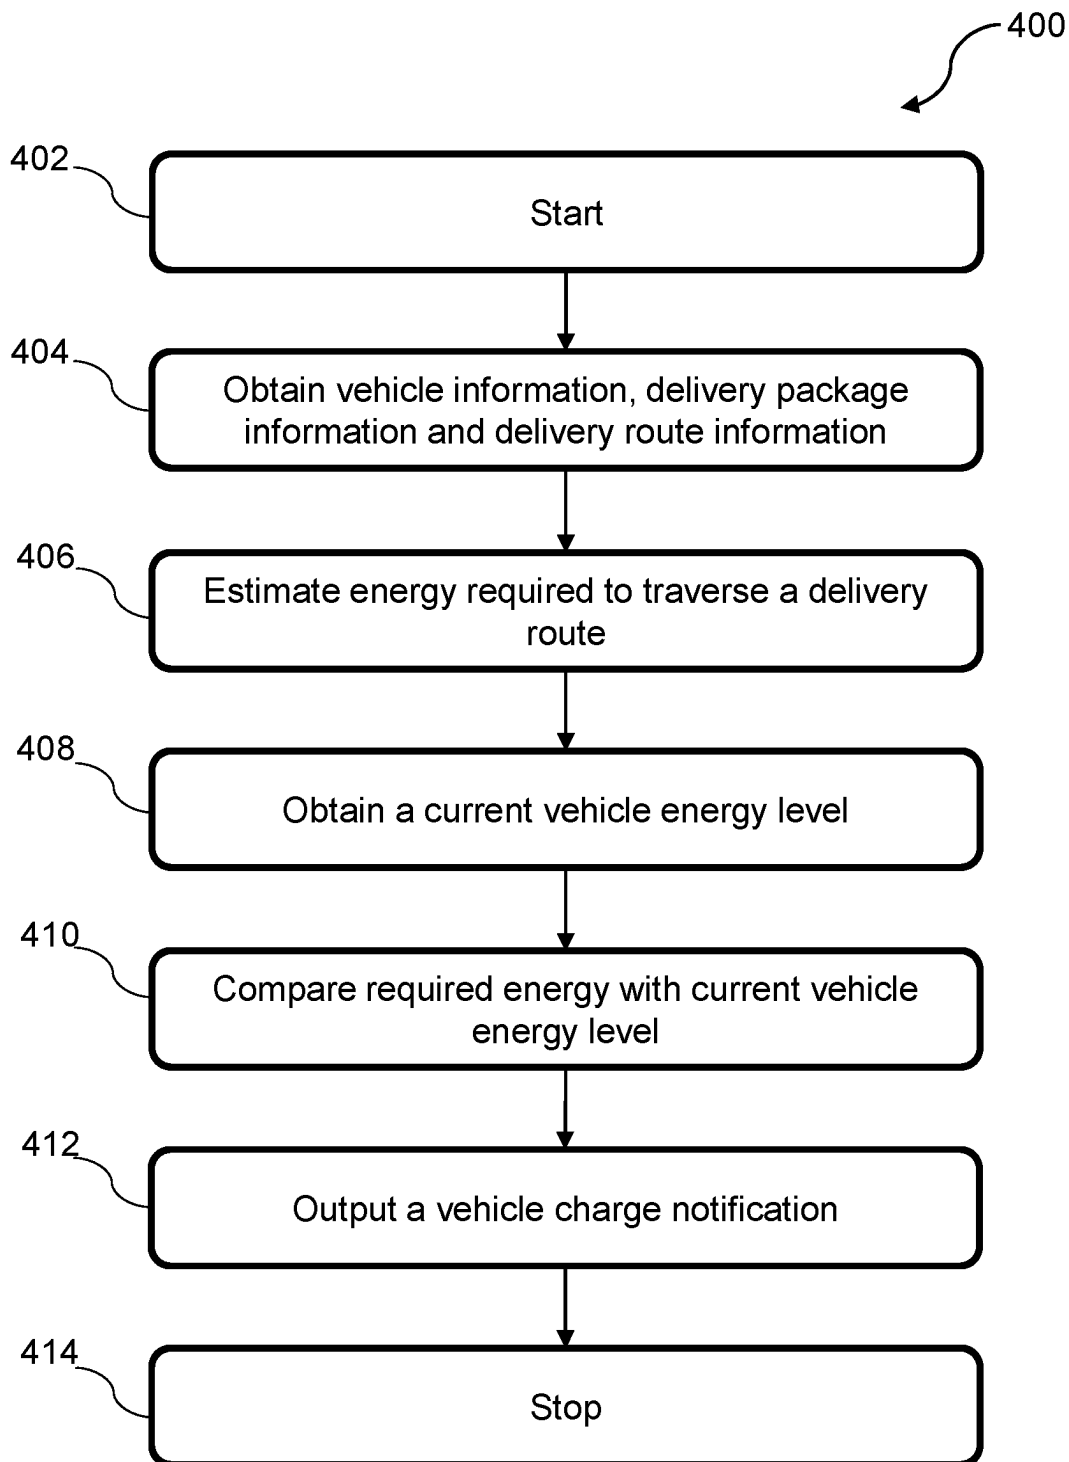 400
402
Start
404
Obtain vehicle information, delivery package
information and delivery route information
406
Estimate energy required to traverse a delivery
route
408
Obtain a current vehicle energy level
410
Compare required energy with current vehicle
energy level
412
Output a vehicle charge notification
414
Stop